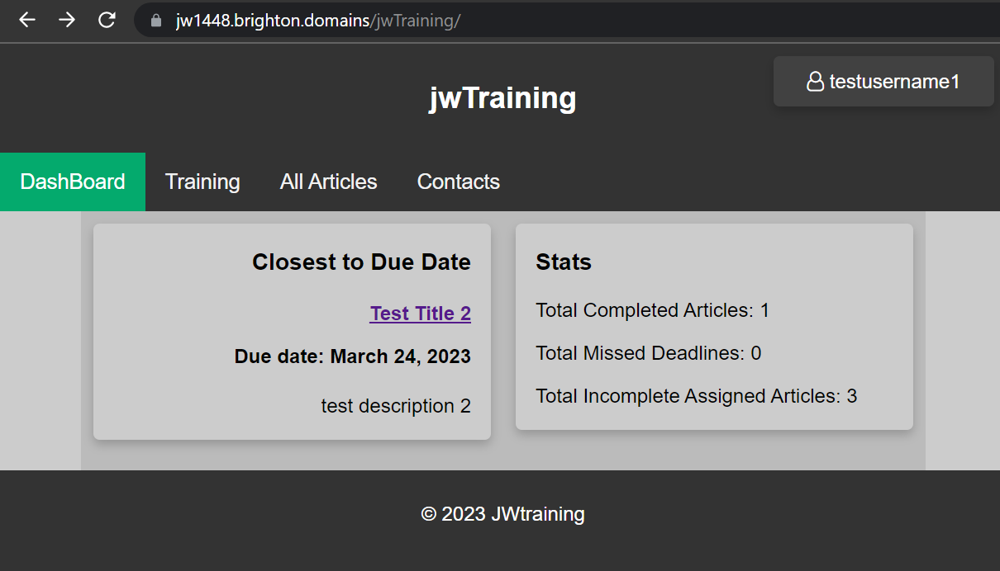 jw1448.brighton.domains/jwTraining/
testusername1
jwTraining
DashBoard Training All Articles Contacts
Closest to Due Date
Test Title 2
Due date: March 24, 2023
test description 2
Stats
Total Completed Articles: 1
Total Missed Deadlines: 0
Total Incomplete Assigned Articles: 3
© 2023 JWtraining